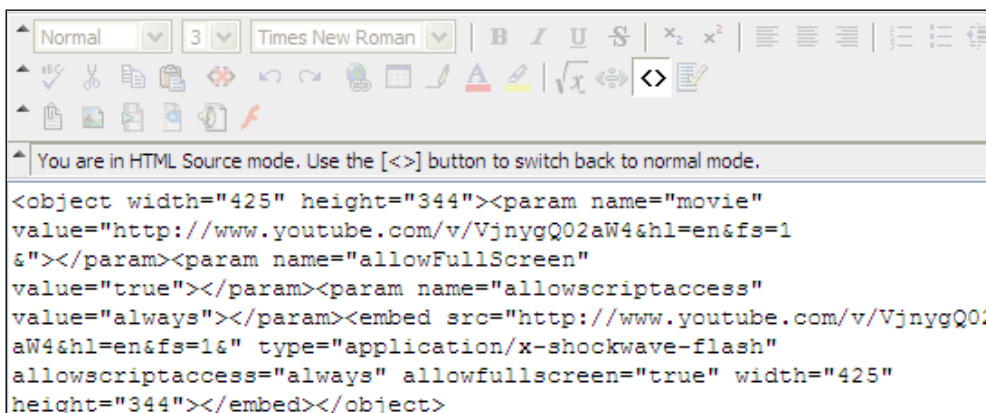 Normal 3 Times New Roman B I U S x₂ x²
ABC √x <>
You are in HTML Source mode. Use the [<>] button to switch back to normal mode.
<object width="425" height="344"><param name="movie"
value="http://www.youtube.com/v/VjnygQ02aW4&hl=en&fs=1
&"></param><param name="allowFullScreen"
value="true"></param><param name="allowscriptaccess"
value="always"></param><embed src="http://www.youtube.com/v/VjnygQ02
aW4&hl=en&fs=1&" type="application/x-shockwave-flash"
allowscriptaccess="always" allowfullscreen="true" width="425"
height="344"></embed></object>